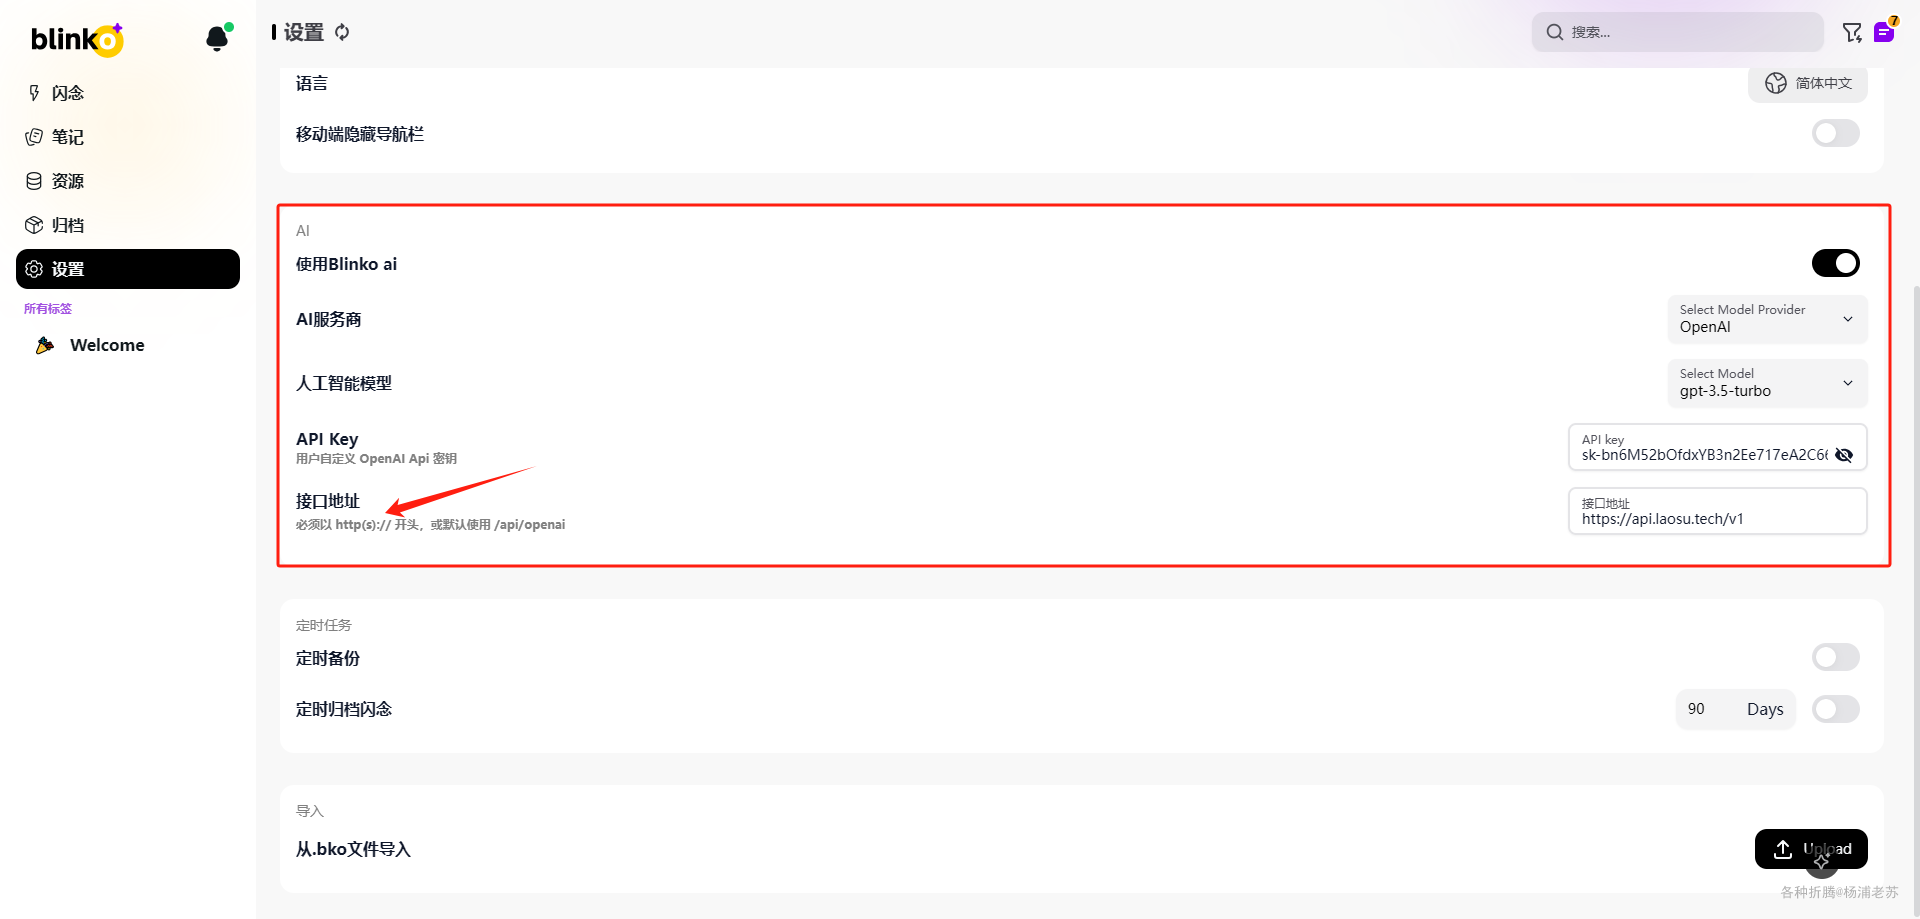 blinko
闪念
笔记
资源
归档
设置
所有标签
Welcome
设置
搜索...
7
语言
简体中文
移动端隐藏导航栏
AI
使用Blinko ai
AI服务商
Select Model Provider
OpenAI
人工智能模型
Select Model
gpt-3.5-turbo
API Key
用户自定义 OpenAI Api 密钥
API key
sk-bn6M52bOfdxYB3n2Ee717eA2C66
接口地址
必须以 http(s):// 开头，或默认使用 /api/openai
接口地址
https://api.laosu.tech/v1
定时任务
定时备份
定时归档闪念
90 Days
导入
从.bko文件导入
Upload
各种折腾@杨浦老苏